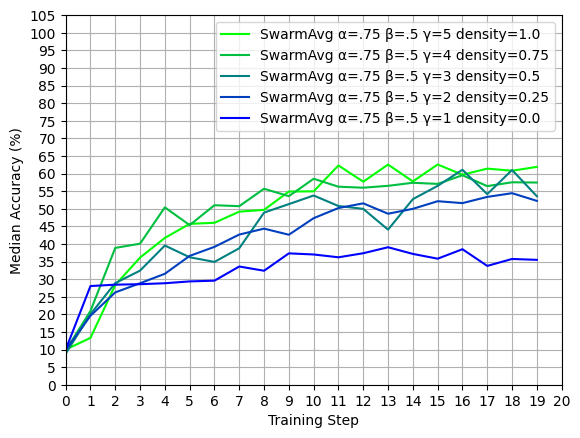 105
100
95
90
85
80
75
70
65
60
55
50
45
40
35
30
25
20
15
10
5
0
Median Accuracy (%)
SwarmAvg α=.75 β=.5 γ=5 density=1.0
SwarmAvg α=.75 β=.5 γ=4 density=0.75
SwarmAvg α=.75 β=.5 γ=3 density=0.5
SwarmAvg α=.75 β=.5 γ=2 density=0.25
SwarmAvg α=.75 β=.5 γ=1 density=0.0
0 1 2 3 4 5 6 7 8 9 10 11 12 13 14 15 16 17 18 19 20
Training Step